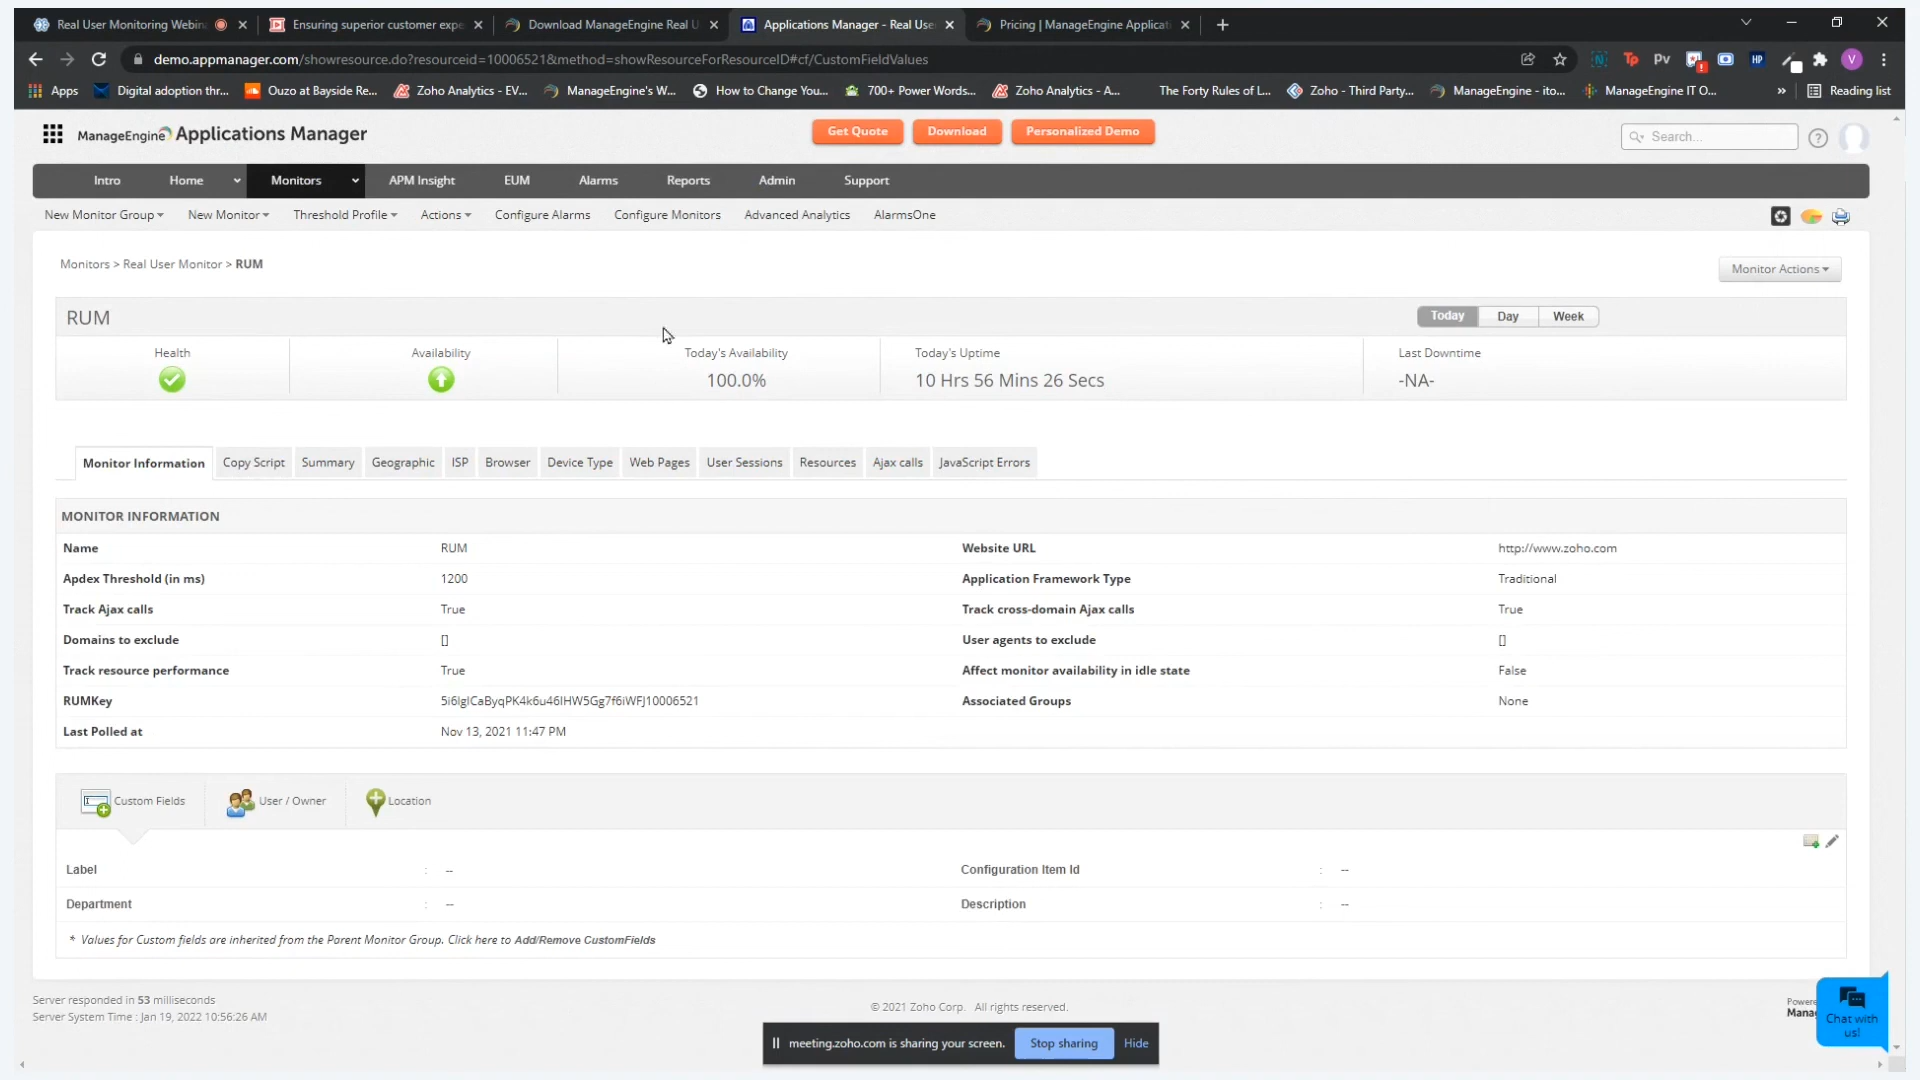 Real User Monitoring Webin
Ensuring superior customer expe
Download ManageEngine Real U
Applications Manager - Real Use
Pricing | ManageEngine Applicati
demo.appmanager.com/showresource.do?resourceid=10006521&method=showResourceForResourceID#cf/CustomFieldValues
Apps
Digital adoption thr...
Ouzo at Bayside Re...
Zoho Analytics - EV...
ManageEngine's W...
How to Change You...
700+ Power Words...
Zoho Analytics - A...
The Forty Rules of L...
Zoho - Third Party...
ManageEngine - ito...
ManageEngine IT O...
» Reading list
ManageEngine Applications Manager
Get Quote
Download
Personalized Demo
Search...
Intro Home Monitors APM Insight EUM Alarms Reports Admin Support
New Monitor Group New Monitor Threshold Profile Actions Configure Alarms Configure Monitors Advanced Analytics AlarmsOne
Monitors > Real User Monitor > RUM
Monitor Actions
RUM
Today Day Week
Health
Availability
Today's Availability
100.0%
Today's Uptime
10 Hrs 56 Mins 26 Secs
Last Downtime
-NA-
Monitor Information Copy Script Summary Geographic ISP Browser Device Type Web Pages User Sessions Resources Ajax calls JavaScript Errors
MONITOR INFORMATION
Name RUM Website URL http://www.zoho.com
Apdex Threshold (in ms) 1200 Application Framework Type Traditional
Track Ajax calls True Track cross-domain Ajax calls True
Domains to exclude [] User agents to exclude []
Track resource performance True Affect monitor availability in idle state False
RUMKey 5i6lglCaByqPK4k6u46lHW5Gg7f6iWFJ10006521 Associated Groups None
Last Polled at Nov 13, 2021 11:47 PM
Custom Fields User / Owner Location
Label : -- Configuration Item Id : --
Department : -- Description : --
* Values for Custom fields are inherited from the Parent Monitor Group. Click here to Add/Remove CustomFields
Server responded in 53 milliseconds
Server System Time : Jan 19, 2022 10:56:26 AM
© 2021 Zoho Corp. All rights reserved.
Powere
Manag
Chat with
us!
meeting.zoho.com is sharing your screen. Stop sharing Hide